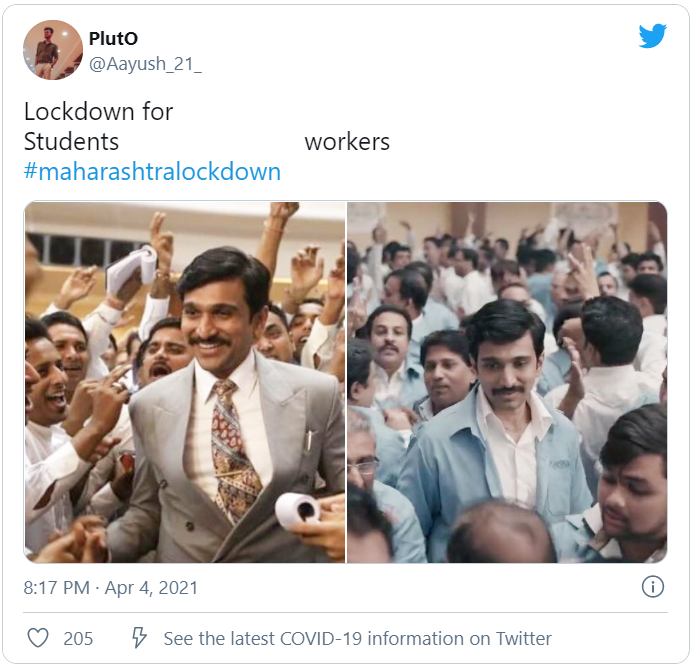 PlutO
@Aayush_21_
Lockdown for
Students workers
#maharashtralockdown
8:17 PM · Apr 4, 2021
205 See the latest COVID-19 information on Twitter